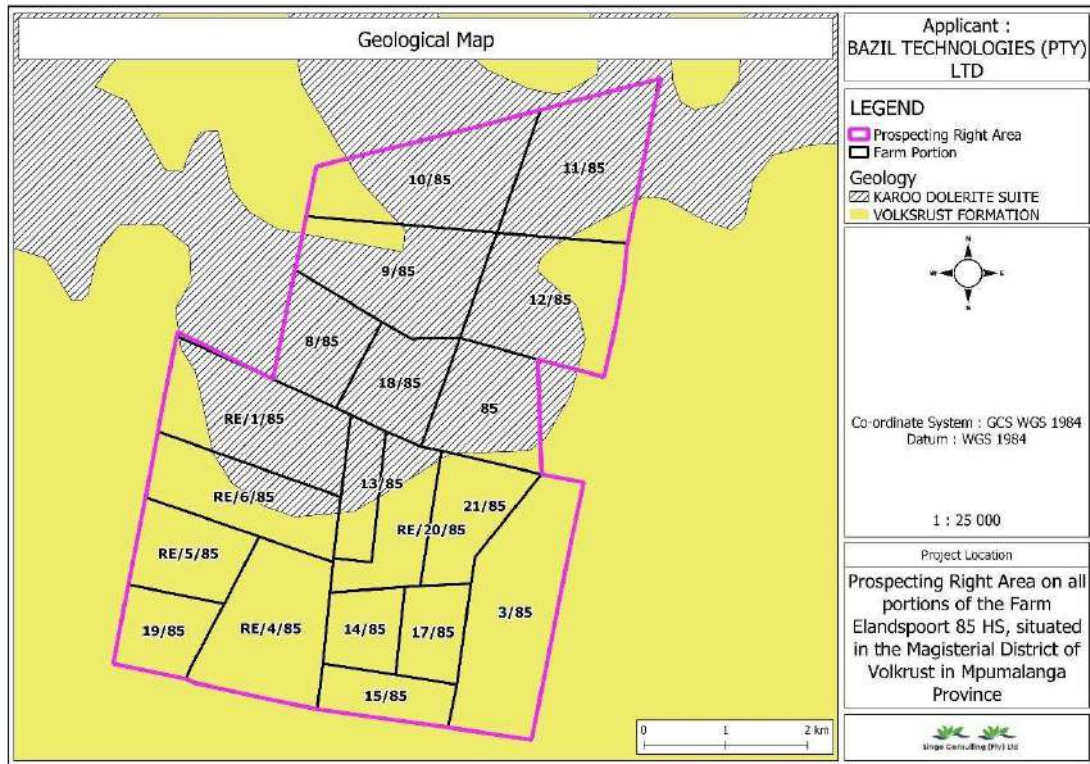 Geological Map
10/85
11/85
9/85
12/85
8/85
18/85
85
RE/1/85
13/85
RE/6/85
21/85
RE/20/85
RE/5/85
3/85
19/85
RE/4/85
14/85
17/85
15/85
0 1 2 km
Applicant :
BAZIL TECHNOLOGIES (PTY)
LTD
LEGEND
Prospecting Right Area
Farm Portion
Geology
KAROO DOLERITE SUITE
VOLKSRUST FORMATION
N
W E
S
Co-ordinate System : GCS WGS 1984
Datum : WGS 1984
1 : 25 000
Project Location
Prospecting Right Area on all
portions of the Farm
Elandspoort 85 HS, situated
in the Magisterial District of
Volkrust in Mpumalanga
Province
Singo Consulting (Pty) Ltd